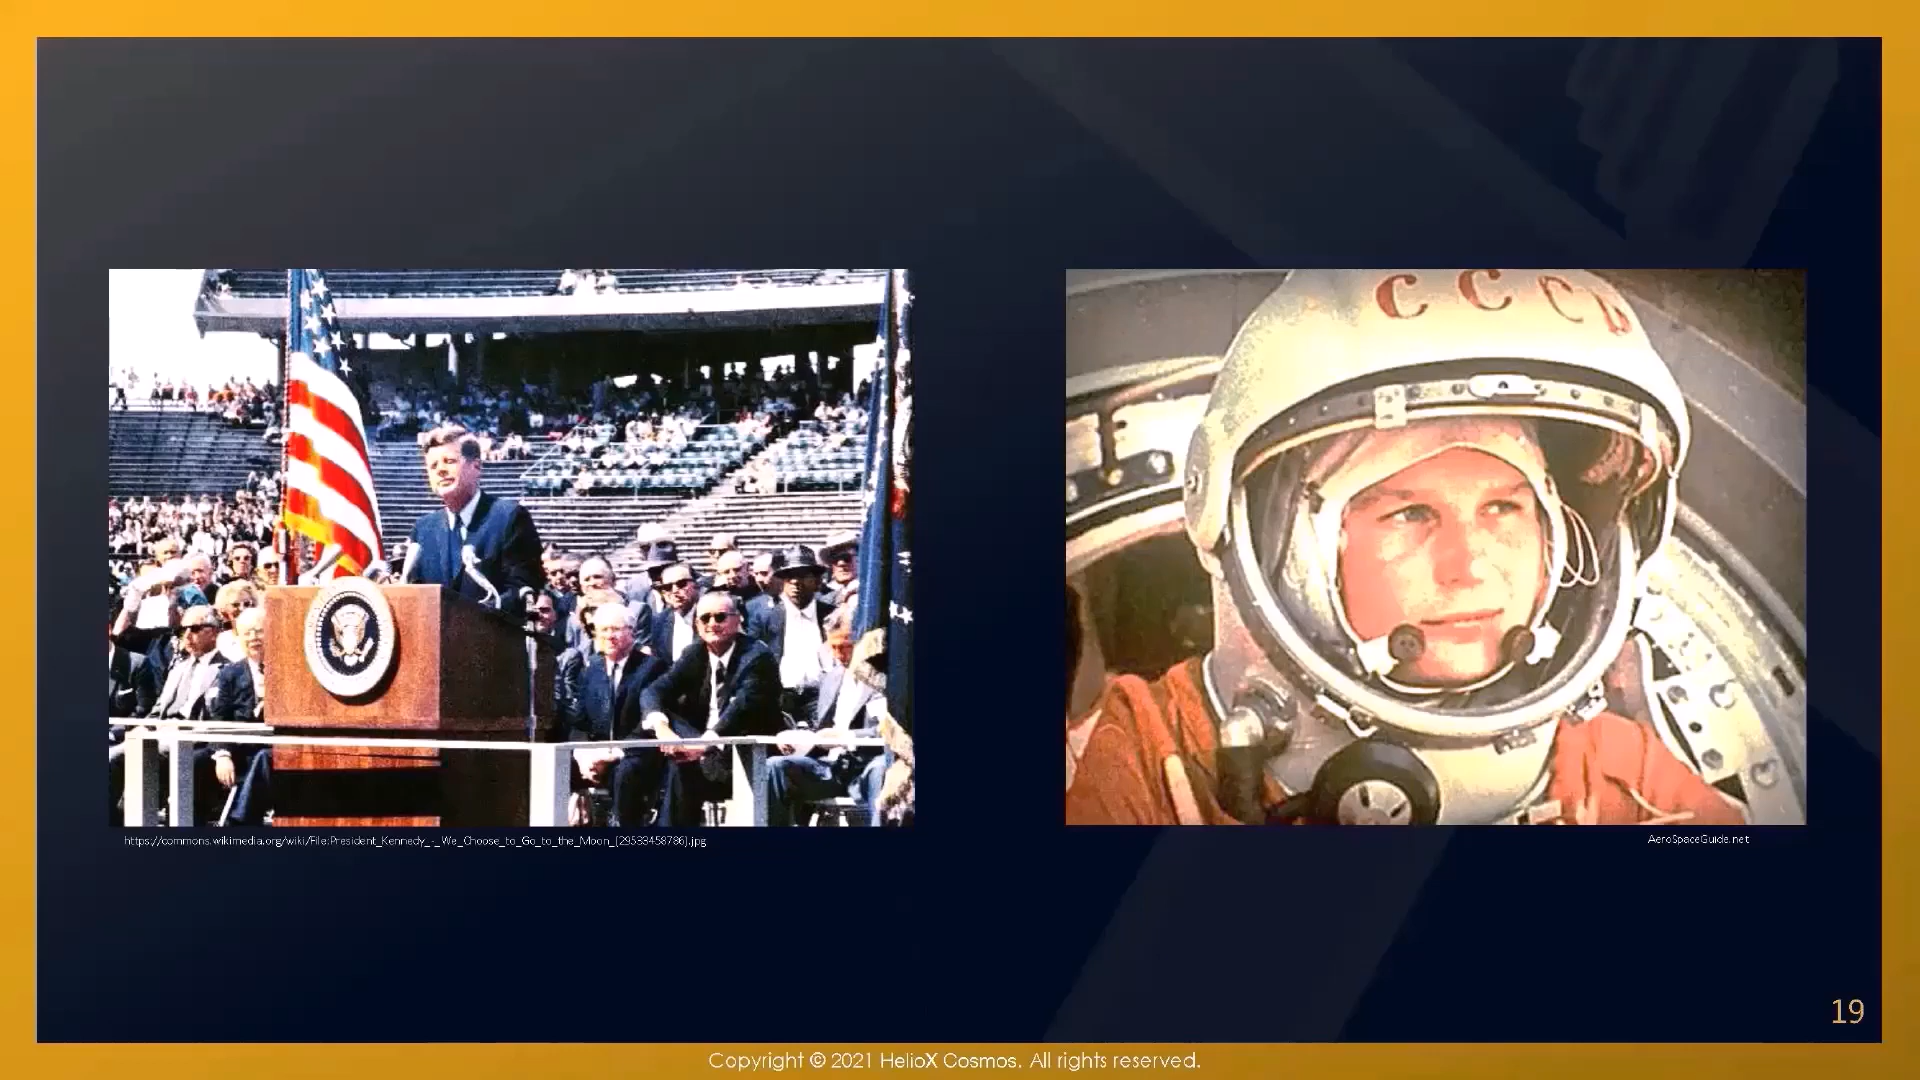 CCCP
https://commons.wikimedia.org/wiki/File:President_Kennedy_-_We_Choose_to_Go_to_the_Moon_(29533458786).jpg
AeroSpaceGuide.net
19
Copyright © 2021 HelioX Cosmos. All rights reserved.